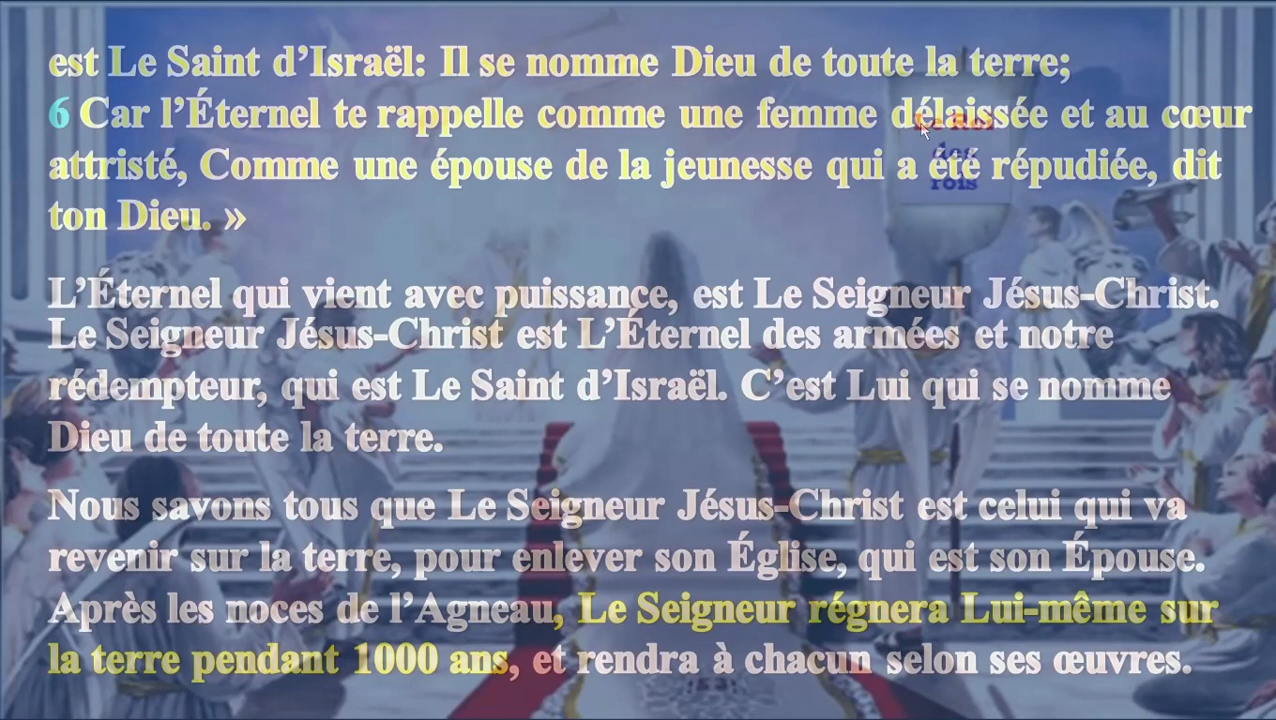 est Le Saint d’Israël: Il se nomme Dieu de toute la terre;
6 Car l’Éternel te rappelle comme une femme délaissée et au cœur
attristé, Comme une épouse de la jeunesse qui a été répudiée, dit
ton Dieu. »
Le Roi
des
rois
L’Éternel qui vient avec puissance, est Le Seigneur Jésus-Christ.
Le Seigneur Jésus-Christ est L’Éternel des armées et notre
rédempteur, qui est Le Saint d’Israël. C’est Lui qui se nomme
Dieu de toute la terre.
Nous savons tous que Le Seigneur Jésus-Christ est celui qui va
revenir sur la terre, pour enlever son Église, qui est son Épouse.
Après les noces de l’Agneau, Le Seigneur régnera Lui-même sur
la terre pendant 1000 ans, et rendra à chacun selon ses œuvres.